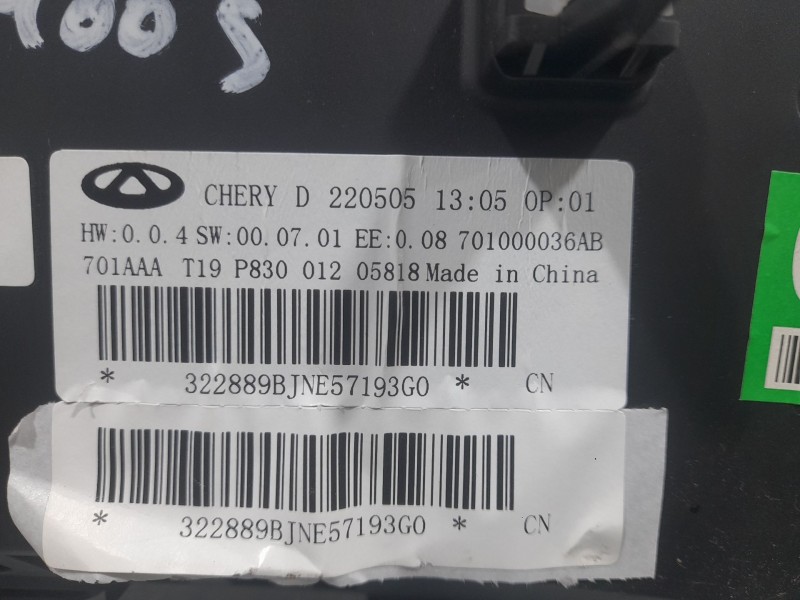 CHERY D 220505 13:05 OP:01
HW:0.0.4 SW:00.07.01 EE:0.08 701000036AB
701AAA T19 P830 012 05818 Made in China
* 322889BJNE57193G0 * CN
* 322889BJNE57193G0 * CN